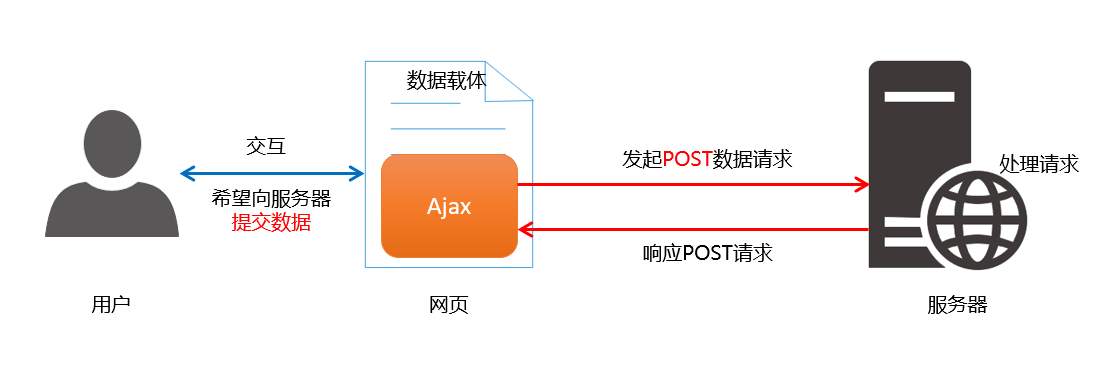 数据载体
交互
希望向服务器
提交数据
Ajax
发起POST数据请求
响应POST请求
处理请求
用户
网页
服务器